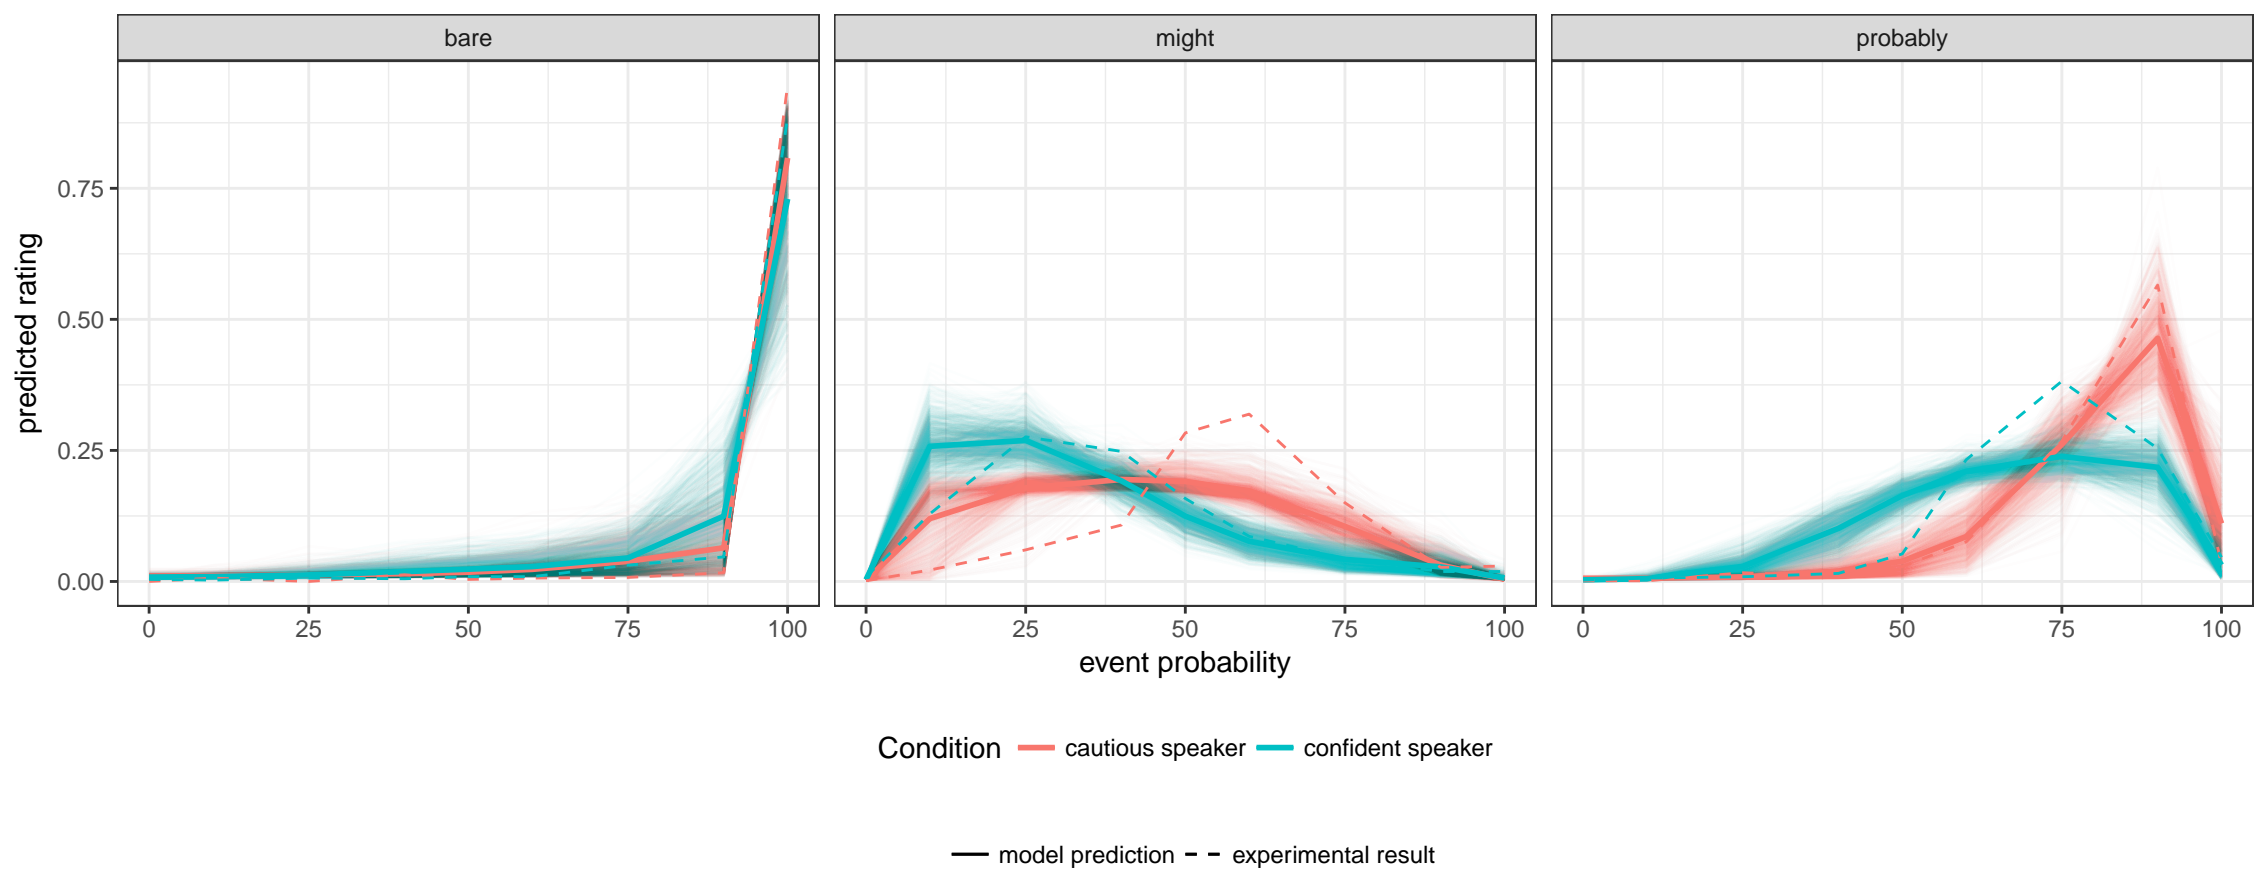 bare might probably
predicted rating
0.75
0.50
0.25
0.00
0 25 50 75 100 0 25 50 75 100 0 25 50 75 100
event probability
Condition cautious speaker confident speaker
model prediction experimental result